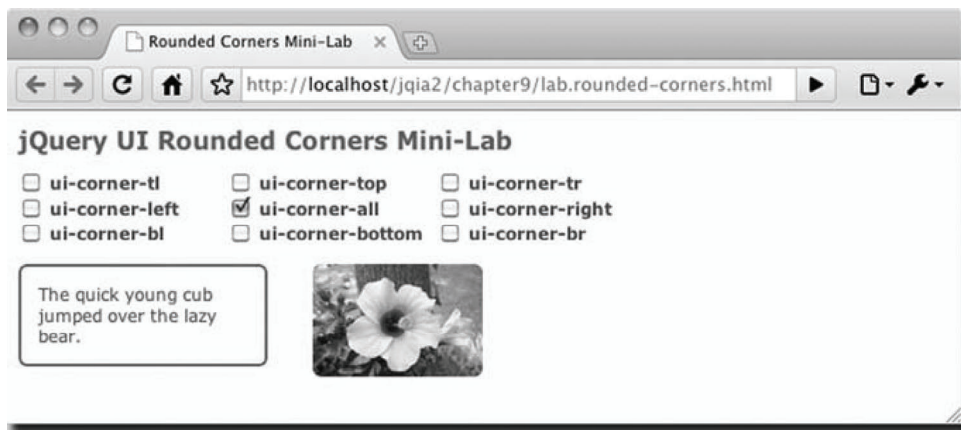 Rounded Corners Mini-Lab
http://localhost/jqia2/chapter9/lab.rounded-corners.html
jQuery UI Rounded Corners Mini-Lab
ui-corner-tl ui-corner-top ui-corner-tr
ui-corner-left ui-corner-all ui-corner-right
ui-corner-bl ui-corner-bottom ui-corner-br
The quick young cub
jumped over the lazy
bear.